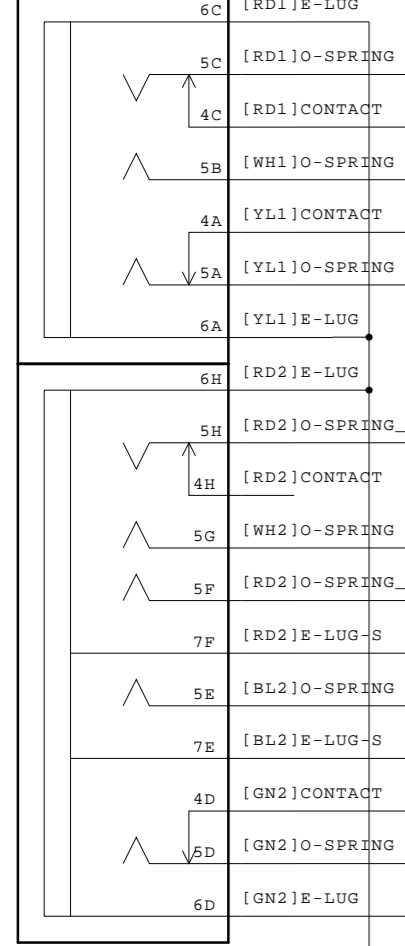 6C [RD1]E-LUG
5C [RD1]O-SPRING
4C [RD1]CONTACT
5B [WH1]O-SPRING
4A [YL1]CONTACT
5A [YL1]O-SPRING
6A [YL1]E-LUG
6H [RD2]E-LUG
5H [RD2]O-SPRING_
4H [RD2]CONTACT
5G [WH2]O-SPRING
5F [RD2]O-SPRING_
7F [RD2]E-LUG-S
5E [BL2]O-SPRING
7E [BL2]E-LUG-S
4D [GN2]CONTACT
5D [GN2]O-SPRING
6D [GN2]E-LUG